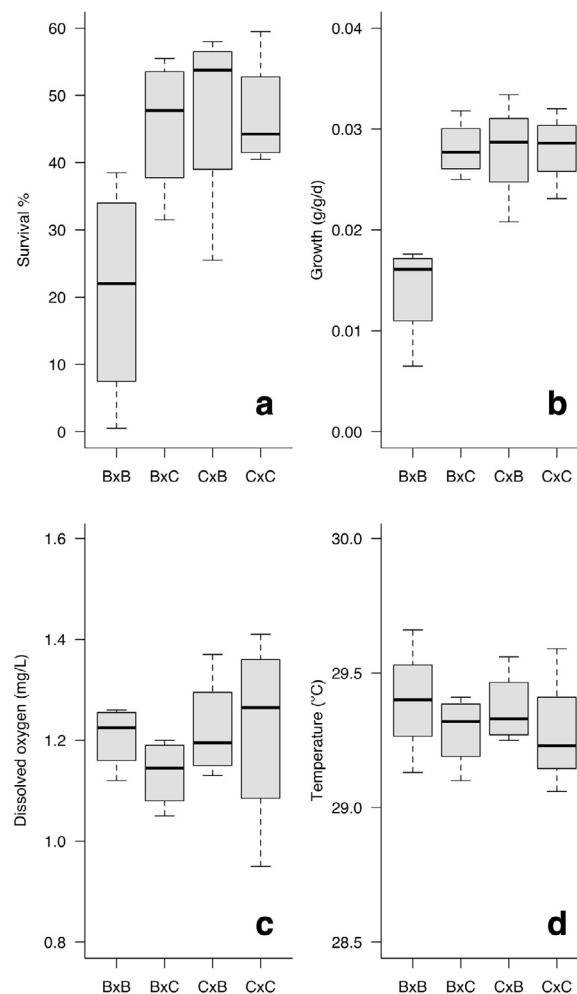 60
50
40
30
20
10
0
Survival %
a
BxB BxC CxB CxC
0.04
0.03
0.02
0.01
0.00
Growth (g/g/d)
b
BxB BxC CxB CxC
1.6
1.4
1.2
1.0
0.8
Dissolved oxygen (mg/L)
c
BxB BxC CxB CxC
30.0
29.5
29.0
28.5
Temperature (°C)
d
BxB BxC CxB CxC